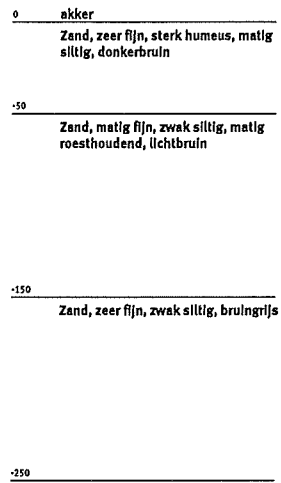 0 akker
Zand, zeer fijn, sterk humeus, matig
siltig, donkerbruin
-50
Zand, matig fijn, zwak siltig, matig
roesthoudend, lichtbruin
-150
Zand, zeer fijn, zwak siltig, bruingrijs
-250